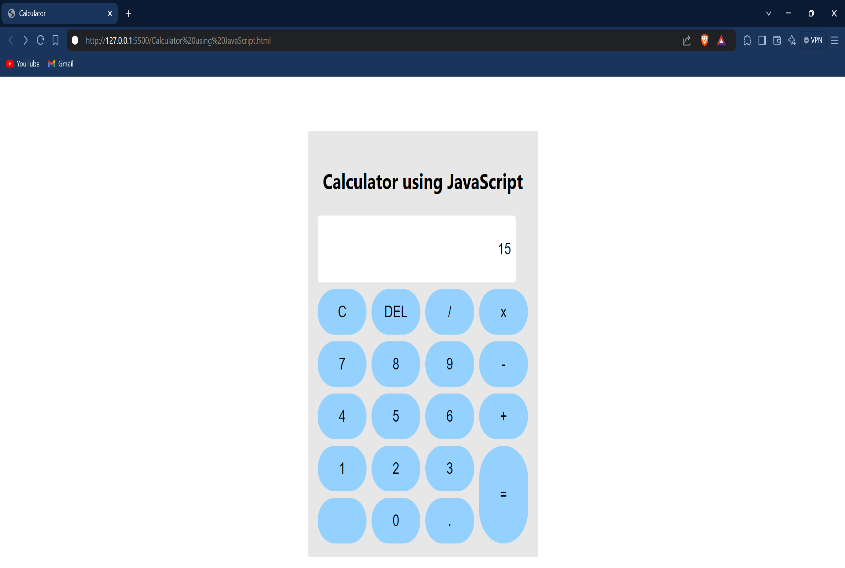 Calculator
http://127.0.0.1:5500/Calculator%20using%20JavaScript.html
VPN
YouTube Gmail
Calculator using JavaScript
15
C DEL / x
7 8 9 -
4 5 6 +
1 2 3
=
0 .